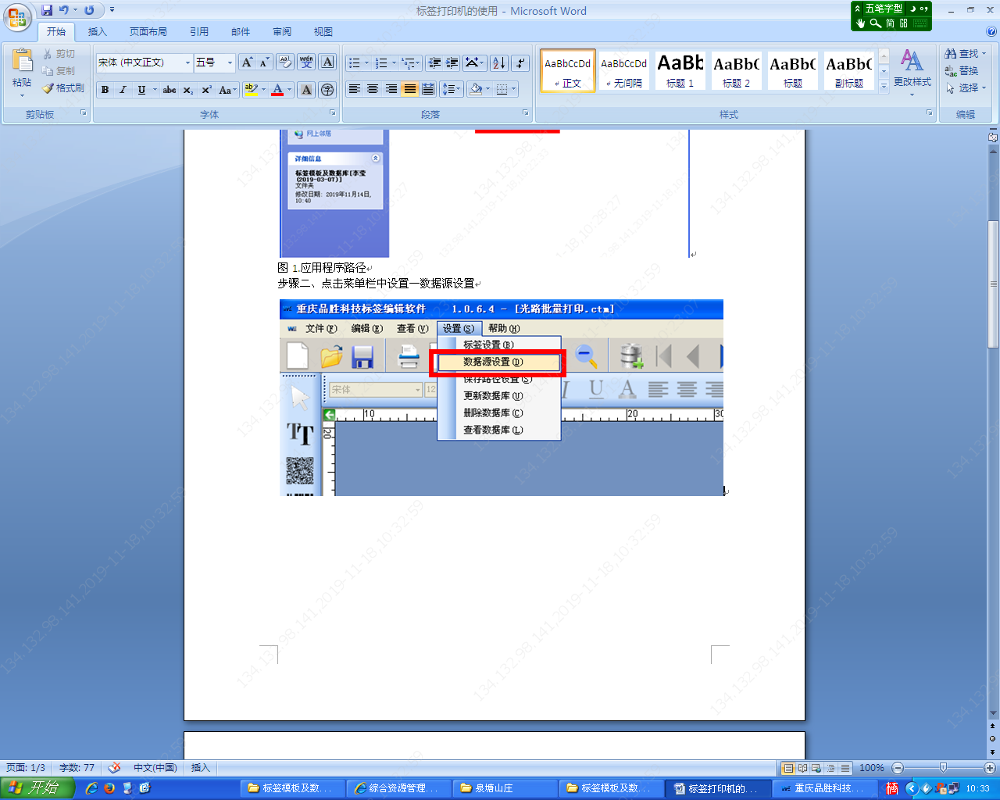 标签打印机的使用 - Microsoft Word
五笔字型
简
开始 插入 页面布局 引用 邮件 审阅 视图
粘贴
剪切
复制
格式刷
剪贴板
宋体 (中文正文) 五号
字体
段落
AaBbCcDd 正文
AaBbCcDd 无间隔
AaBb 标题 1
AaBbC 标题 2
AaBbC 标题
AaBbC 副标题
更改样式
样式
查找
替换
选择
编辑
网上邻居
详细信息
标签模板及数据库[李莹
(2019-03-07)]
文件夹
修改日期: 2019年11月14日,
10:40
图 1.应用程序路径
步骤二、点击菜单栏中设置一数据源设置
重庆品胜科技标签编辑软件 1.0.6.4 - [光路批量打印.ctm]
文件(F) 编辑(E) 查看(V) 设置(S) 帮助(H)
标签设置(B)
数据源设置(D)
保存路径设置(S)
更新数据库(U)
删除数据库(C)
查看数据库(L)
宋体 12
10 20 30
20
134.132.98.141,2019-11-18,10:32:59
页面: 1/3 字数: 77 中文(中国) 插入 100%
开始 标签模板及数... 综合资源管理... 泉塘山庄 标签模板及数... 标签打印机的... 重庆品胜科技... 10:33